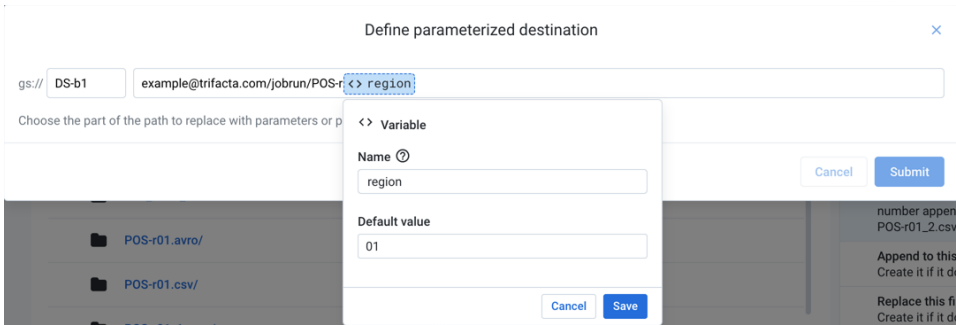 Define parameterized destination
gs:// DS-b1 example@trifacta.com/jobrun/POS-r <> region
Choose the part of the path to replace with parameters or p
<> Variable
Name
region
Default value
01
Cancel Save
Cancel Submit
number appen
POS-r01_2.csv
POS-r01.avro/
Append to this
Create it if it d
POS-r01.csv/
Replace this fi
Create it if it d